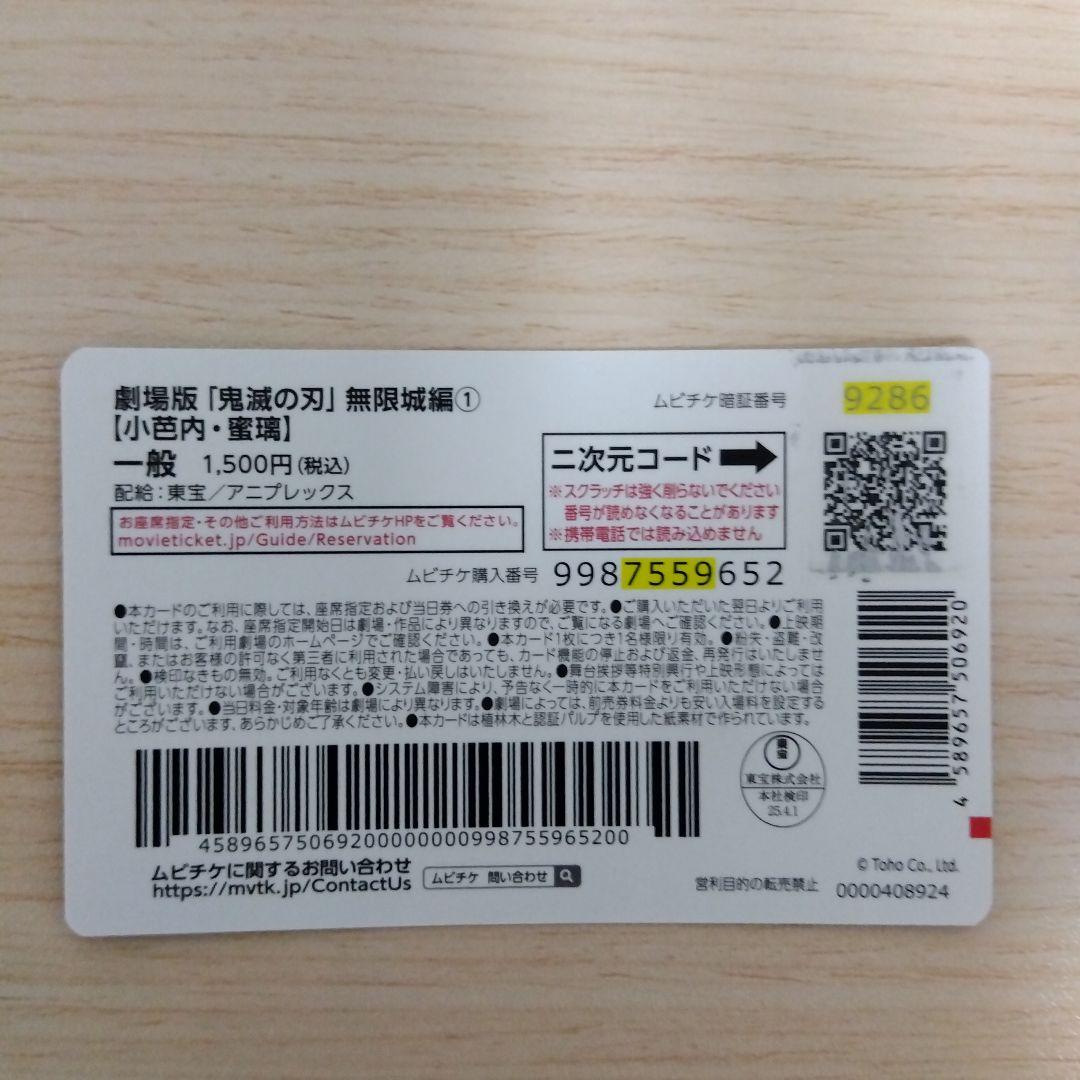 劇場版「鬼滅の刃」無限城編①
【小芭内・蜜璃】
一般 1,500円(税込)
配給：東宝／アニプレックス
お座席指定・その他ご利用方法はムビチケHPをご覧ください。
movieticket.jp/Guide/Reservation
ムビチケ暗証番号 9286
二次元コード
※スクラッチは強く削らないでください
番号が読めなくなることがあります
※携帯電話では読み込めません
ムビチケ購入番号 9987559652
●本カードのご利用に際しては、座席指定および当日券への引き換えが必要です。●ご購入いただいた翌日よりご利用
いただけます。なお、座席指定開始日は劇場・作品により異なりますので、ご覧になる劇場へご確認ください。●上映期
間・時間は、ご利用劇場のホームページでご確認ください。●本カード1枚につき1名様限り有効。●紛失・盗難・改
竄、またはお客様の許可なく第三者に利用された場合であっても、カード機能の停止および返金、再発行はいたしませ
ん。●検印なきもの無効。ご利用なくとも変更・払い戻しはいたしません。●舞台挨拶等特別興行や上映形態によっては
ご利用いただけない場合がございます。●システム障害により、予告なく一時的に本カードをご利用いただけない場合
がございます。●当日料金・対象年齢は劇場により異なります。●劇場によっては、前売券料金よりも安い入場料を設定する
ところがございます、あらかじめご了承ください。●本カードは植林木と認証パルプを使用した紙素材で作られています。
458965750692000000000998755965200
4 589657 506920
東宝
東宝株式会社
本社検印
25.4.1
ムビチケに関するお問い合わせ
https://mvtk.jp/ContactUs
ムビチケ 問い合わせ
© Toho Co., Ltd.
営利目的の転売禁止 0000408924